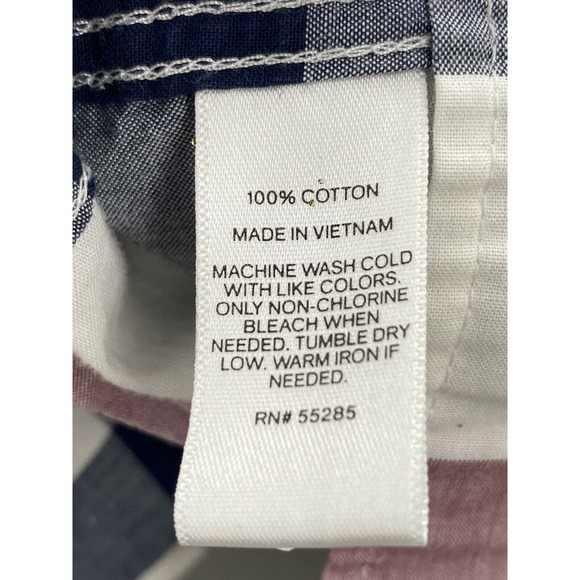 100% COTTON
MADE IN VIETNAM
MACHINE WASH COLD
WITH LIKE COLORS.
ONLY NON-CHLORINE
BLEACH WHEN
NEEDED. TUMBLE DRY
LOW. WARM IRON IF
NEEDED.
RN# 55285